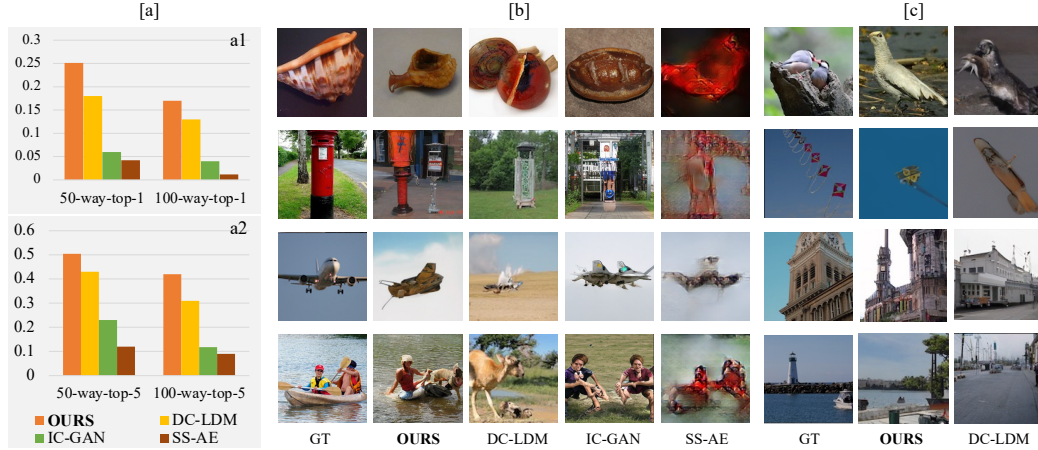 [a]
[b]
[c]
a1
0.3
0.25
0.2
0.15
0.1
0.05
0
50-way-top-1 100-way-top-1
a2
0.6
0.5
0.4
0.3
0.2
0.1
0
50-way-top-5 100-way-top-5
OURS DC-LDM
IC-GAN SS-AE
GT OURS DC-LDM IC-GAN SS-AE
GT OURS DC-LDM